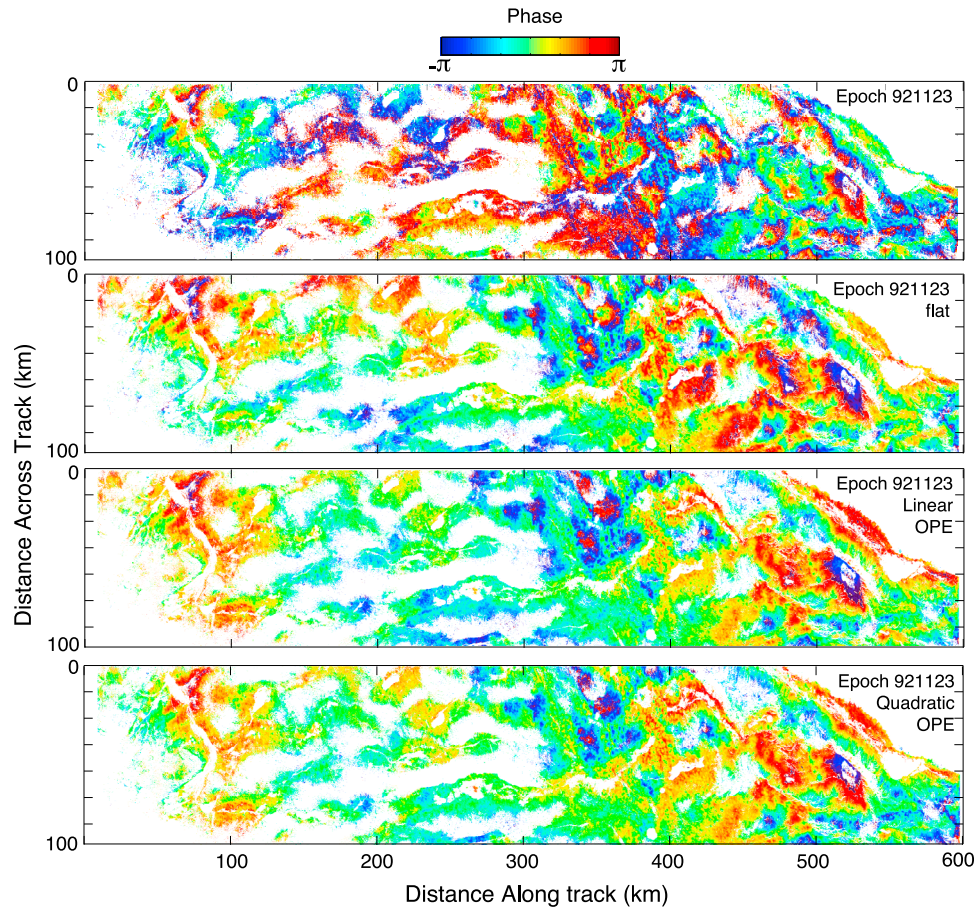 Phase
-π π
0
Epoch 921123
100
0
Epoch 921123
flat
100
0
Epoch 921123
Linear
OPE
100
0
Epoch 921123
Quadratic
OPE
100
100 200 300 400 500 600
Distance Across Track (km)
Distance Along track (km)